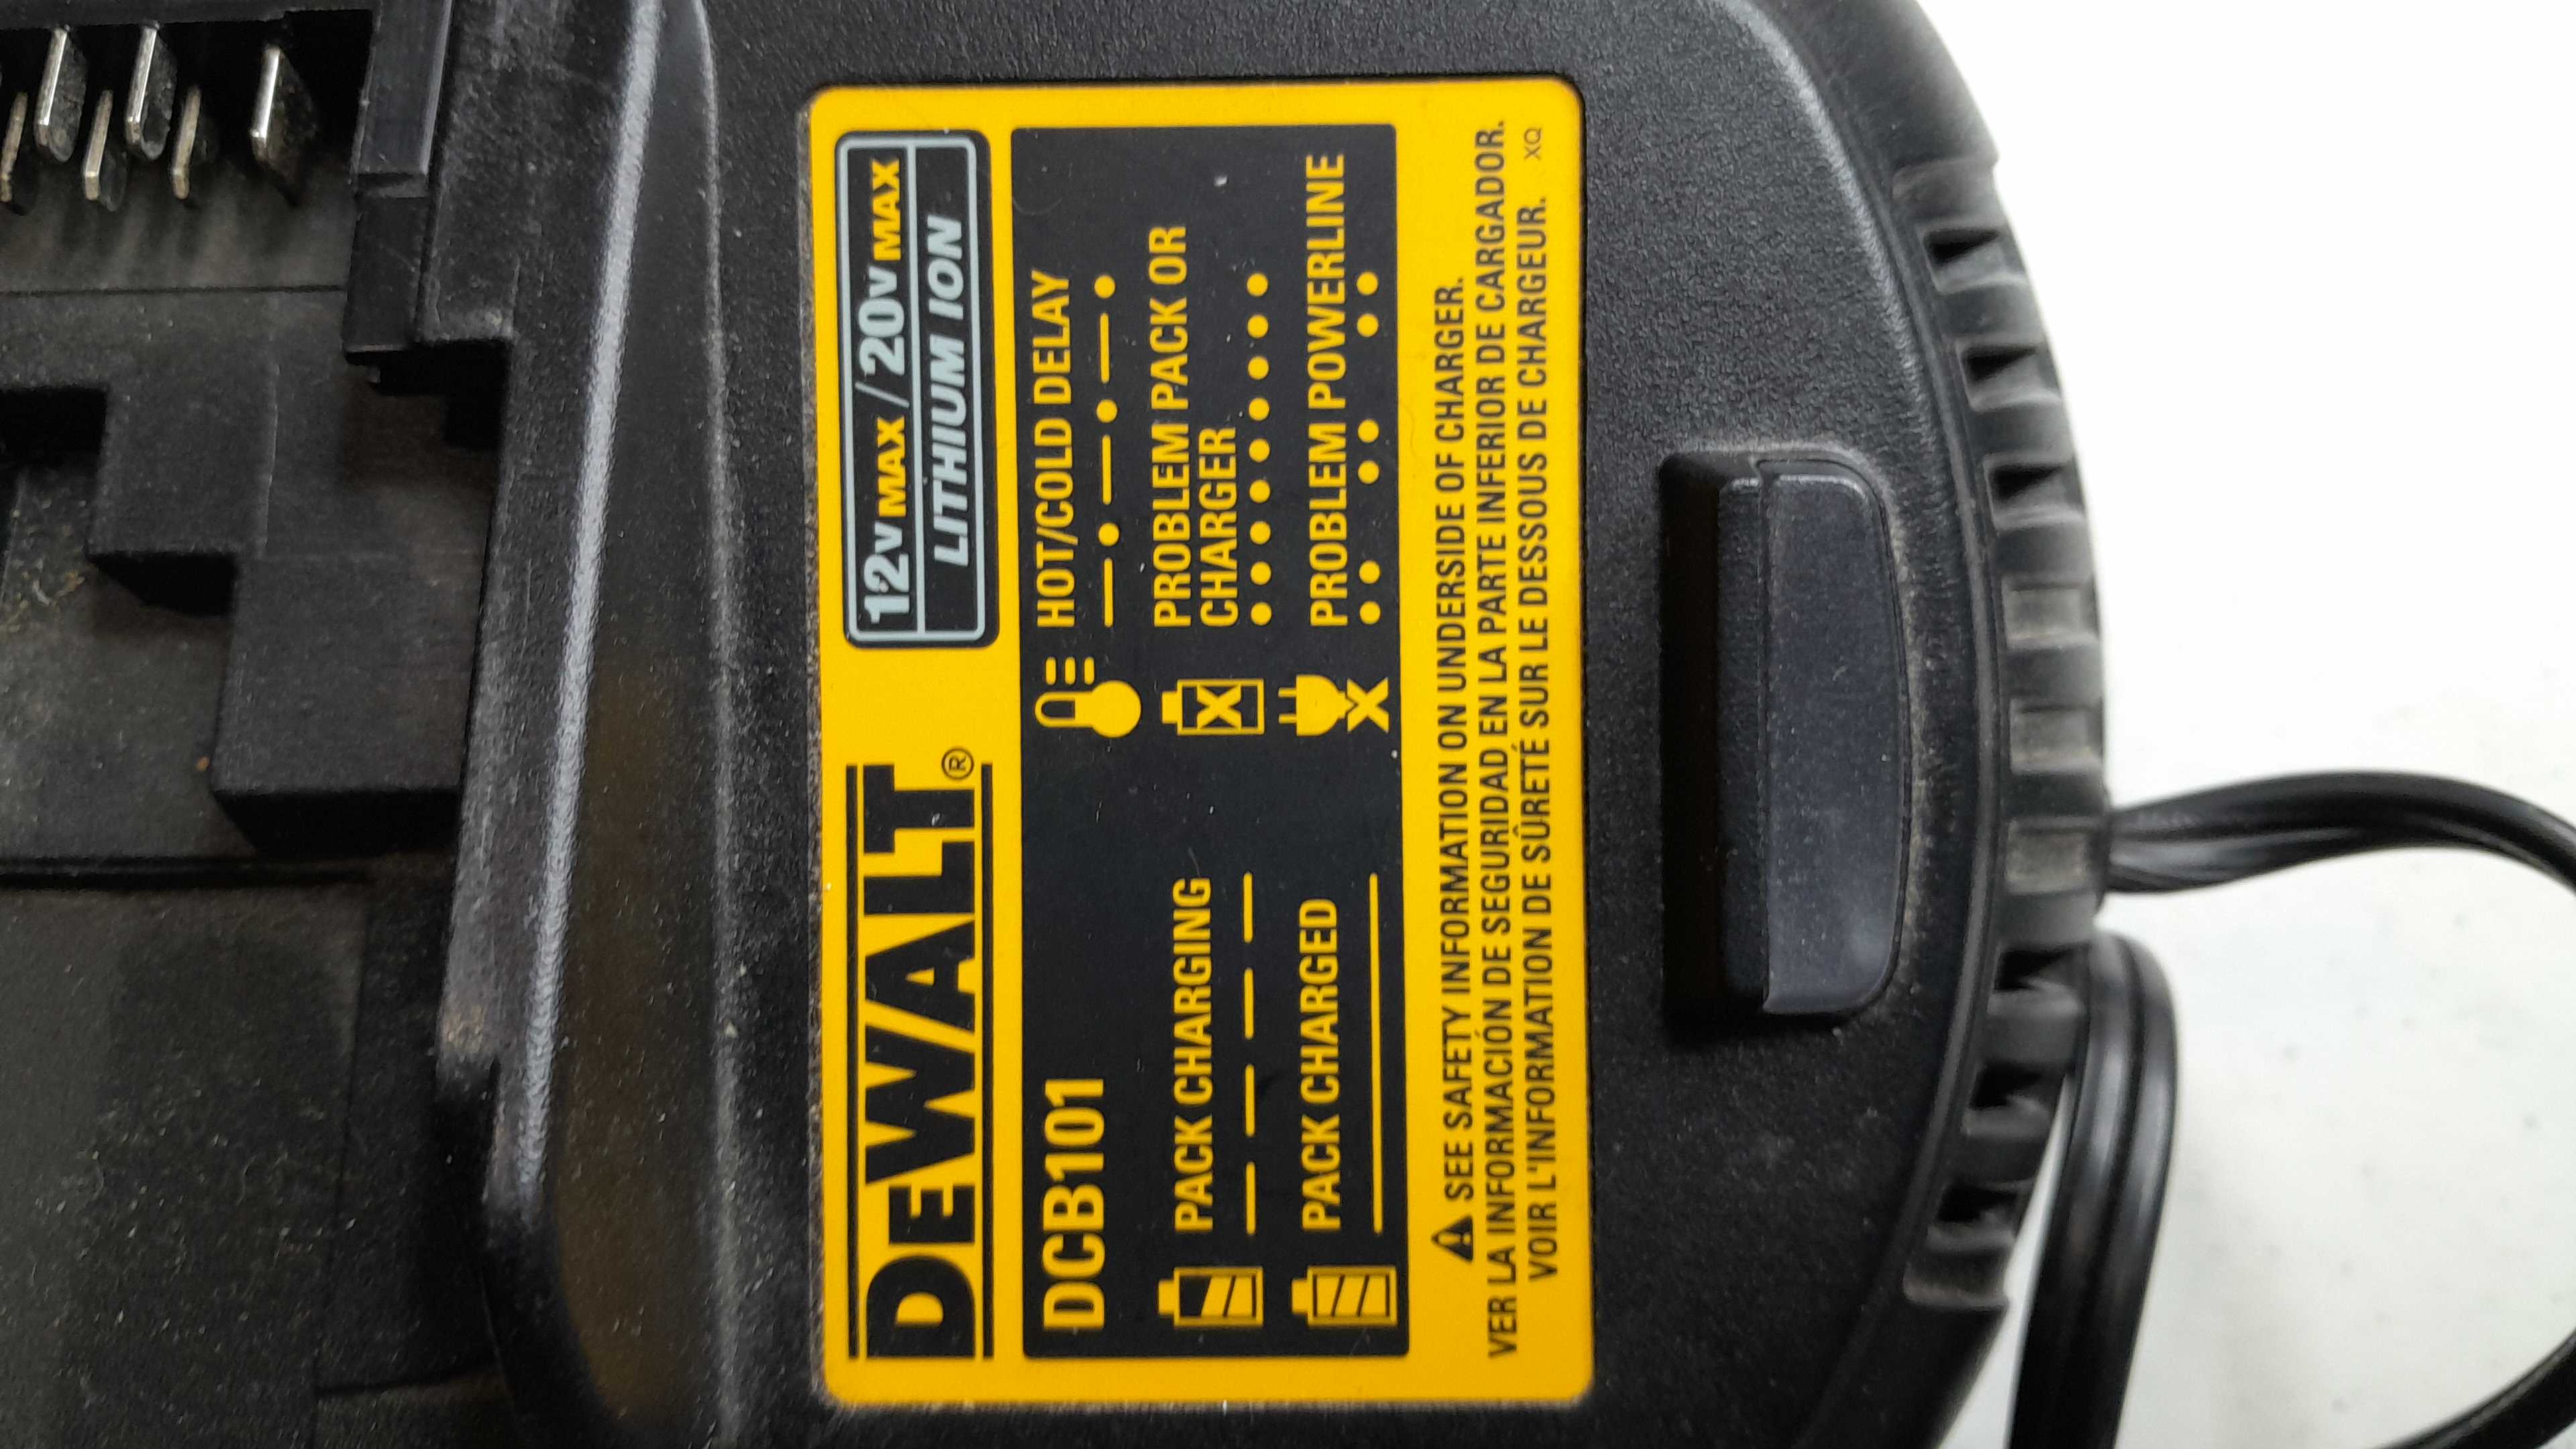 DEWALT®
12V MAX / 20V MAX
LITHIUM ION
DCB101
PACK CHARGING
PACK CHARGED
HOT/COLD DELAY
PROBLEM PACK OR
CHARGER
PROBLEM POWERLINE
SEE SAFETY INFORMATION ON UNDERSIDE OF CHARGER.
VER LA INFORMACIÓN DE SEGURIDAD EN LA PARTE INFERIOR DE CARGADOR.
VOIR L'INFORMATION DE SÛRETÉ SUR LE DESSOUS DE CHARGEUR.
XQ